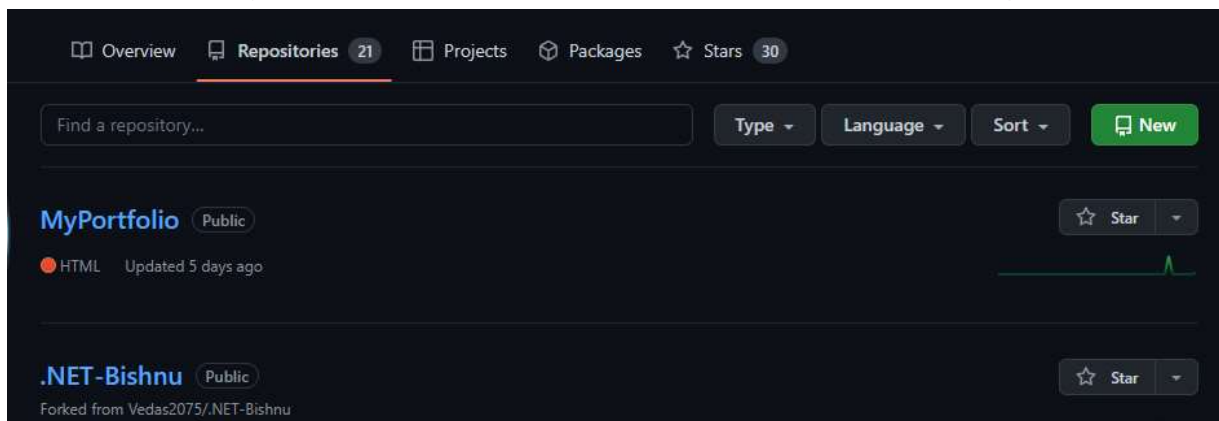 Overview Repositories 21 Projects Packages Stars 30
Find a repository... Type Language Sort New
MyPortfolio Public Star
HTML Updated 5 days ago
.NET-Bishnu Public Star
Forked from Vedas2075/.NET-Bishnu